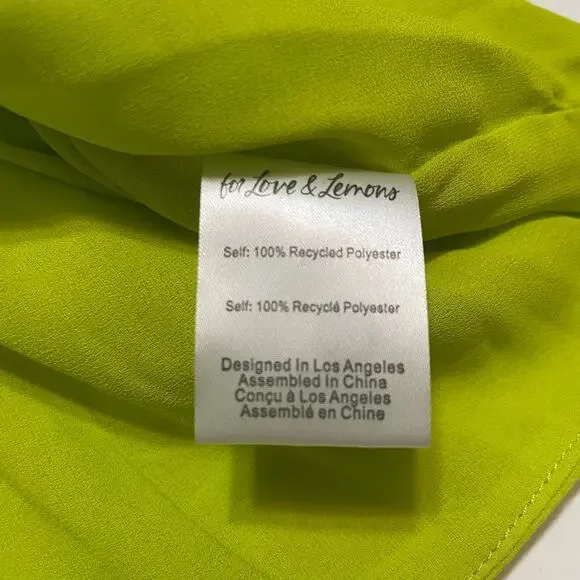 for Love & Lemons
Self: 100% Recycled Polyester
Self: 100% Recyclé Polyester
Designed in Los Angeles
Assembled in China
Conçu à Los Angeles
Assemblé en Chine